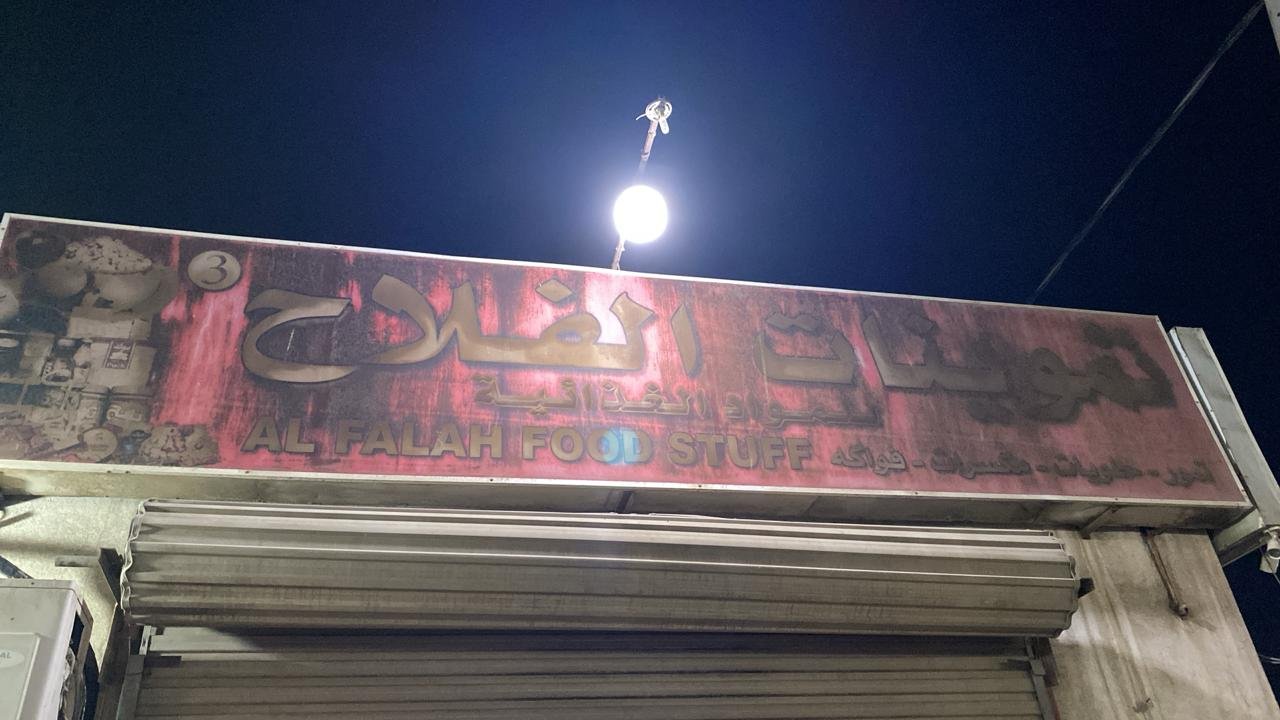 تموينات الفلاح 3
للمواد الغذائية
AL FALAH FOOD STUFF
تمور - حلويات - مكسرات - فواكه